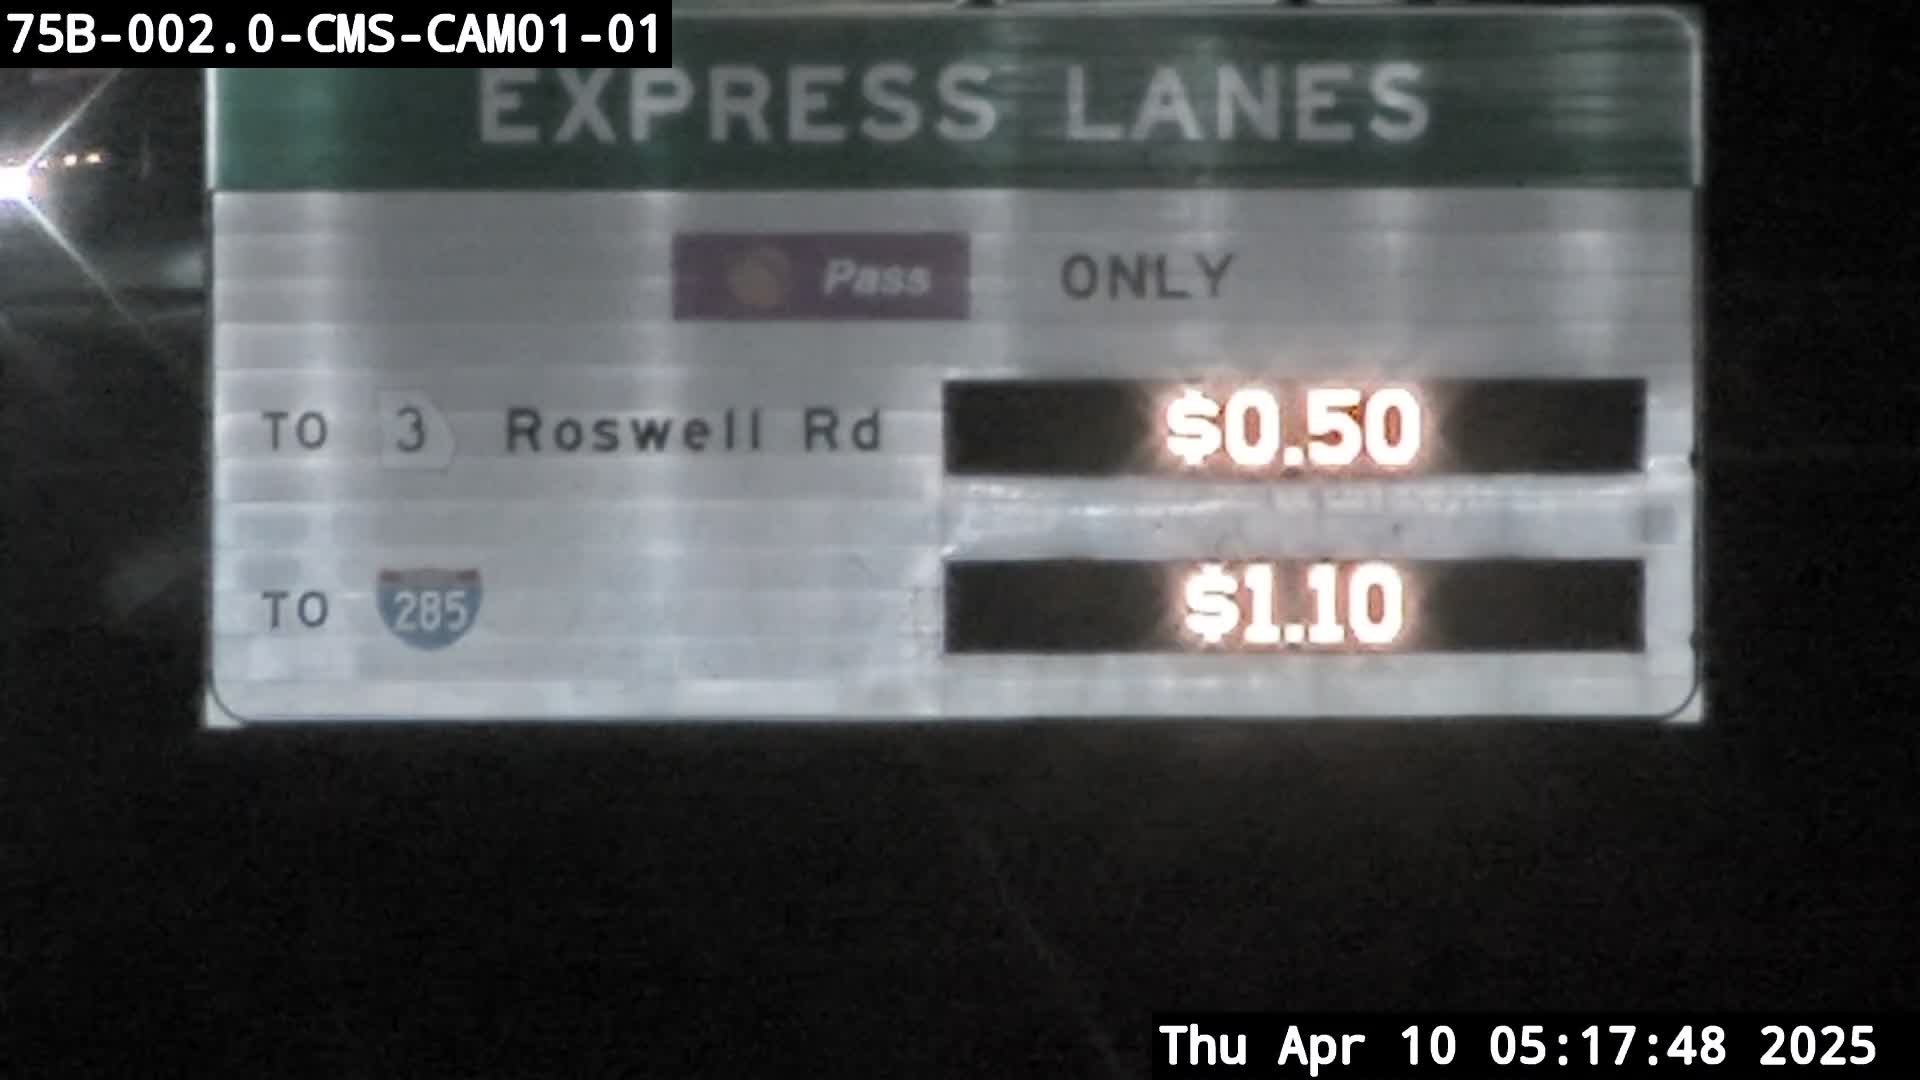 75B-002.0-CMS-CAM01-01
EXPRESS LANES
Pass ONLY
TO 3 Roswell Rd $0.50
TO 285 $1.10
Thu Apr 10 05:17:48 2025